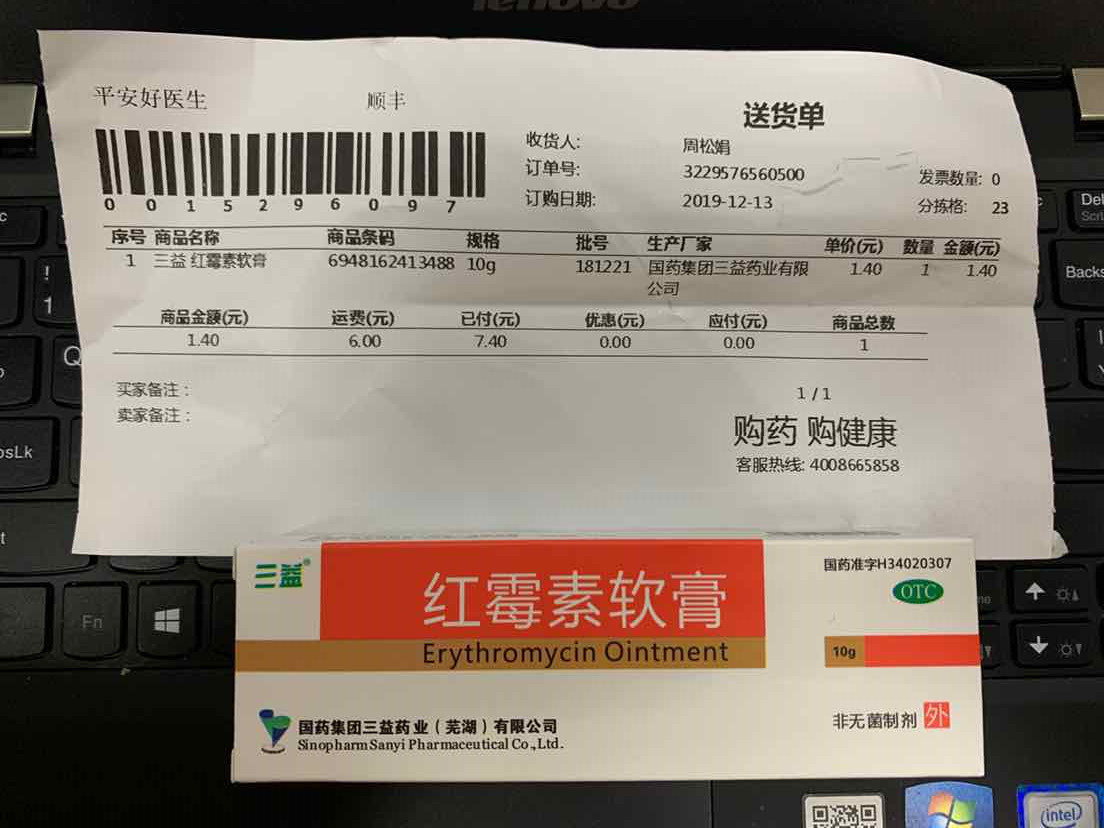 lenovo
平安好医生 顺丰
送货单
0 0 1 5 2 9 6 0 9 7
收货人: 周松娟
订单号: 3229576560500
订购日期: 2019-12-13
发票数量: 0
分拣格: 23
序号 商品名称 商品条码 规格 批号 生产厂家 单价(元) 数量 金额(元)
1 三益 红霉素软膏 6948162413488 10g 181221 国药集团三益药业有限 1.40 1 1.40
公司
商品金额(元) 运费(元) 已付(元) 优惠(元) 应付(元) 商品总数
1.40 6.00 7.40 0.00 0.00 1
买家备注：
卖家备注：
1 / 1
购药 购健康
客服热线: 4008665858
三益®
红霉素软膏
Erythromycin Ointment
国药准字H34020307
OTC
10g
国药集团三益药业（芜湖）有限公司
Sinopharm Sanyi Pharmaceutical Co.,Ltd.
非无菌制剂 外
Del
Backs
!
1
Q
Fn
intel